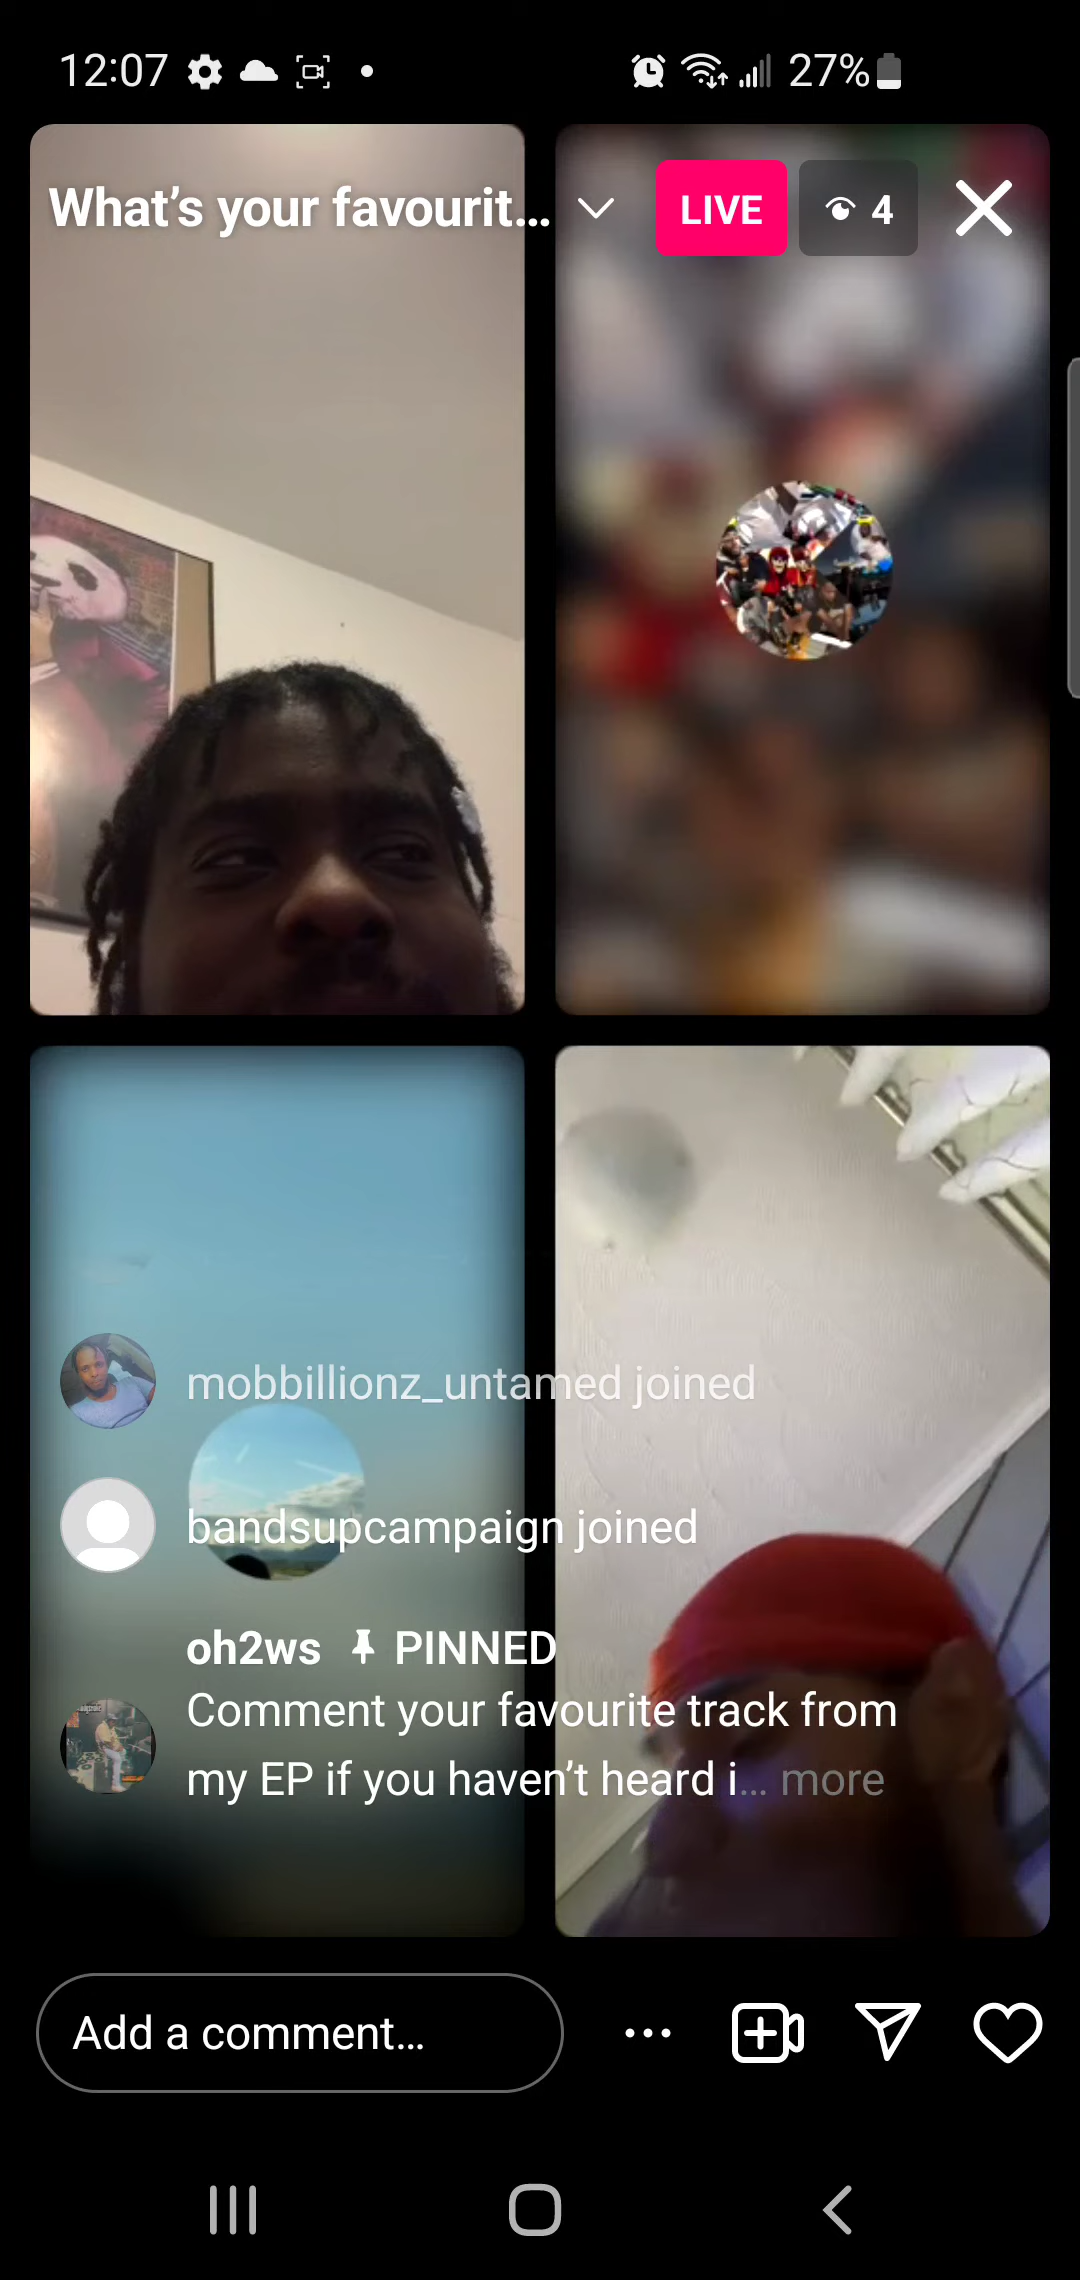 12:07
27%
What’s your favourit...
LIVE
4
mobbillionz_untamed joined
bandsupcampaign joined
oh2ws PINNED
Comment your favourite track from
my EP if you haven’t heard i... more
Add a comment...